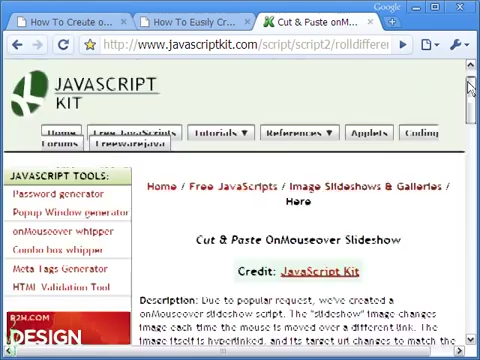 Google
How To Create o...
How To Easily Cr...
Cut & Paste onM...
http://www.javascriptkit.com/script/script2/rolldifferen
JAVASCRIPT
KIT
Home
Free JavaScripts
Tutorials ▼
References ▼
Applets
Coding
Forums
Freewarejava
JAVASCRIPT TOOLS:
Password generator
Popup Window generator
onMouseover whipper
Combo box whipper
Meta Tags Generator
HTML Validation Tool
B2H.COM
DESIGN
Home / Free JavaScripts / Image Slideshows & Galleries /
Here
Cut & Paste OnMouseover Slideshow
Credit: JavaScript Kit
Description: Due to popular request, we've created a
onMouseover slideshow script. The "slideshow" image changes
image each time the mouse is moved over a different link. The
image itself is hyperlinked, and its target url changes to match the